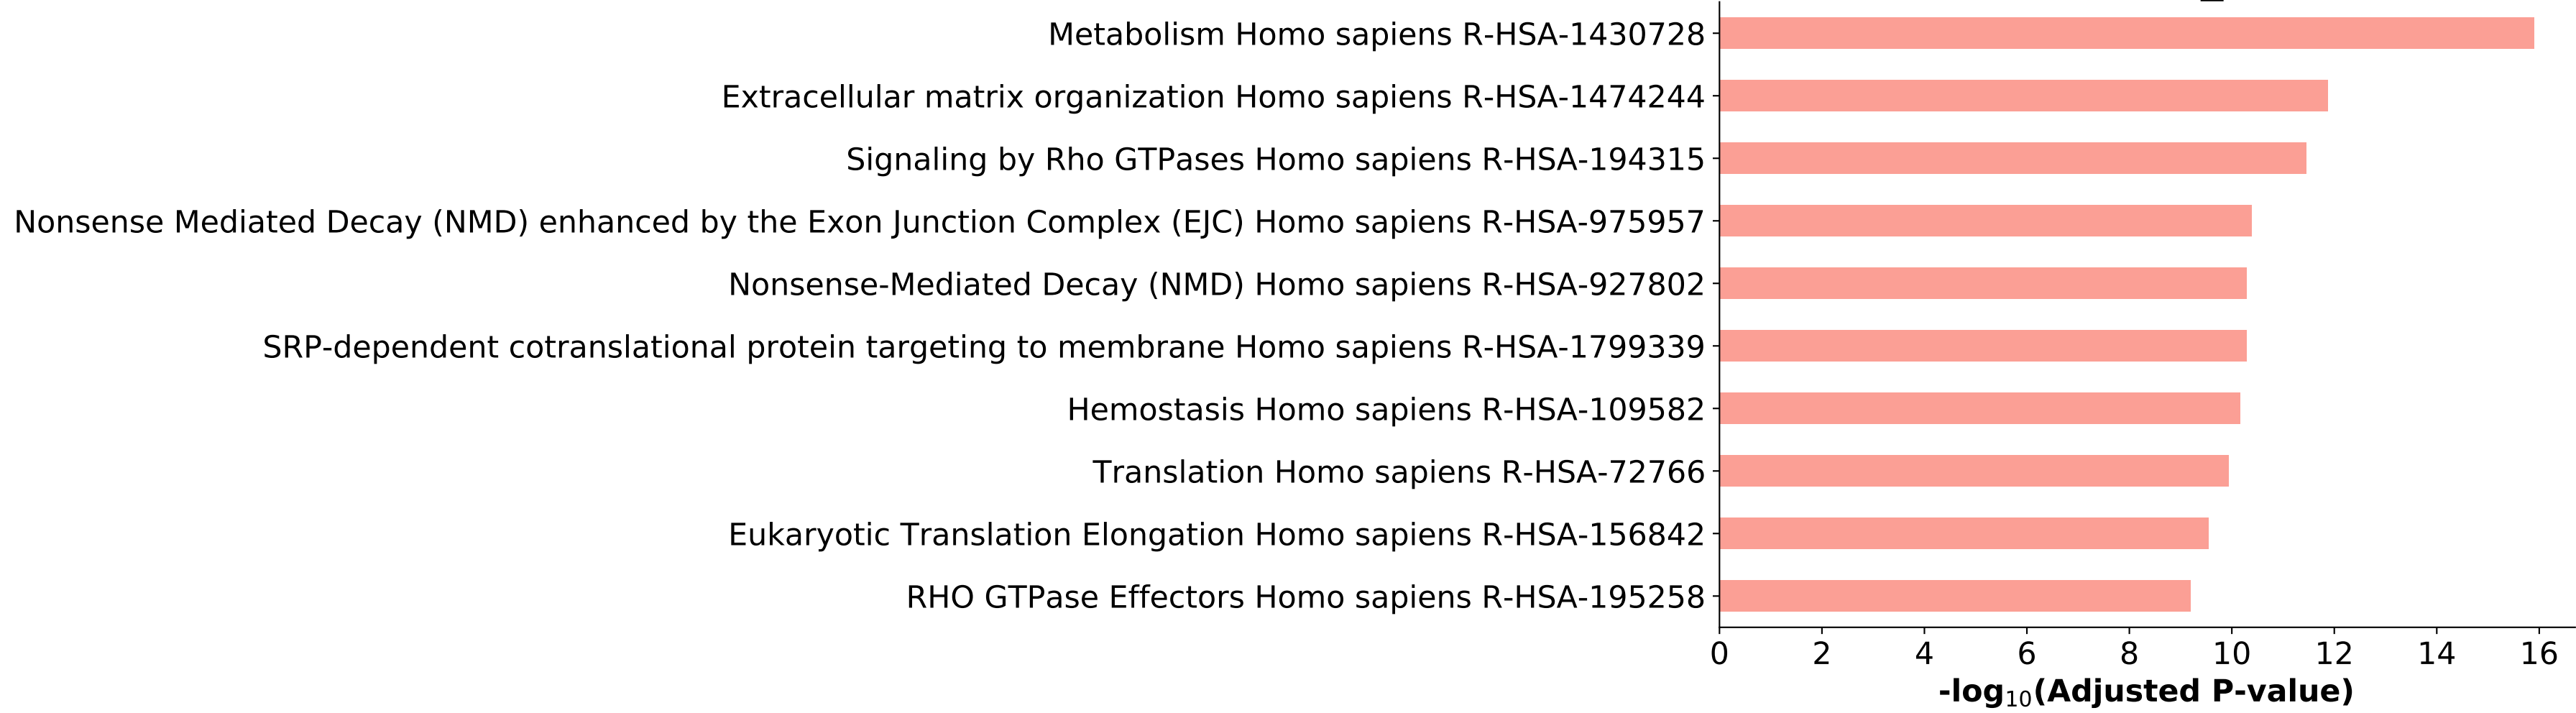 Metabolism Homo sapiens R-HSA-1430728
Extracellular matrix organization Homo sapiens R-HSA-1474244
Signaling by Rho GTPases Homo sapiens R-HSA-194315
Nonsense Mediated Decay (NMD) enhanced by the Exon Junction Complex (EJC) Homo sapiens R-HSA-975957
Nonsense-Mediated Decay (NMD) Homo sapiens R-HSA-927802
SRP-dependent cotranslational protein targeting to membrane Homo sapiens R-HSA-1799339
Hemostasis Homo sapiens R-HSA-109582
Translation Homo sapiens R-HSA-72766
Eukaryotic Translation Elongation Homo sapiens R-HSA-156842
RHO GTPase Effectors Homo sapiens R-HSA-195258
0 2 4 6 8 10 12 14 16
-log₁₀(Adjusted P-value)